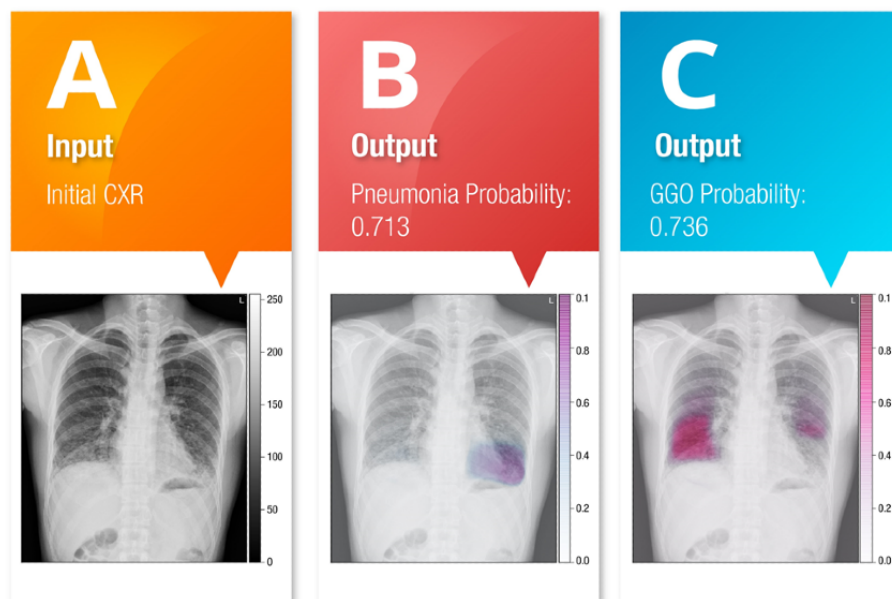 A
Input
Initial CXR
L
250
200
150
100
50
0
B
Output
Pneumonia Probability:
0.713
L
0.1
0.8
0.6
0.4
0.2
0.0
C
Output
GGO Probability:
0.736
L
0.1
0.8
0.6
0.4
0.2
0.0